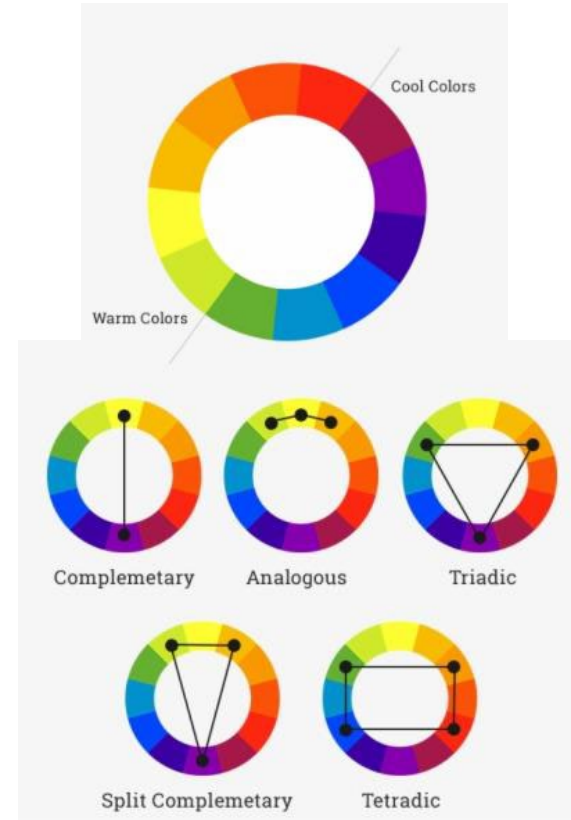 Cool Colors
Warm Colors
Complemetary
Analogous
Triadic
Split Complemetary
Tetradic